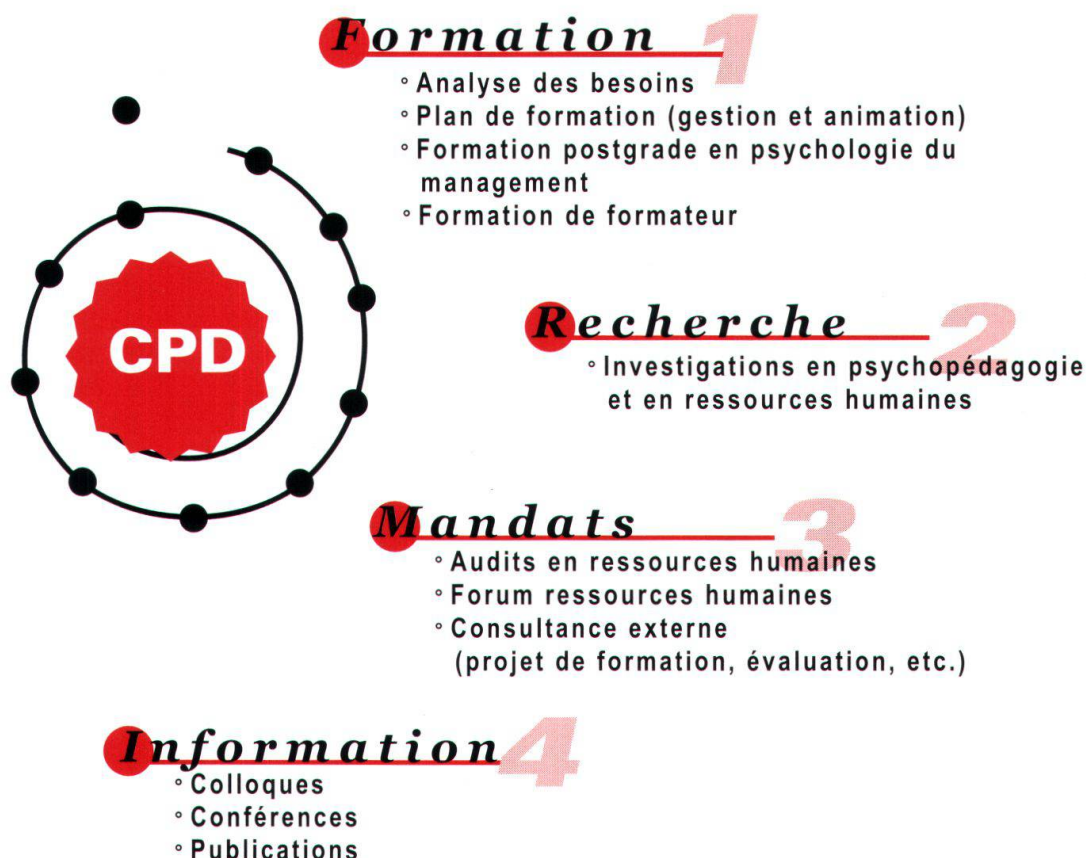 Formation 1
° Analyse des besoins
° Plan de formation (gestion et animation)
° Formation postgrade en psychologie du
management
° Formation de formateur
CPD
Recherche 2
° Investigations en psychopédagogie
et en ressources humaines
Mandats 3
° Audits en ressources humaines
° Forum ressources humaines
° Consultance externe
(projet de formation, évaluation, etc.)
Information 4
° Colloques
° Conférences
° Publications